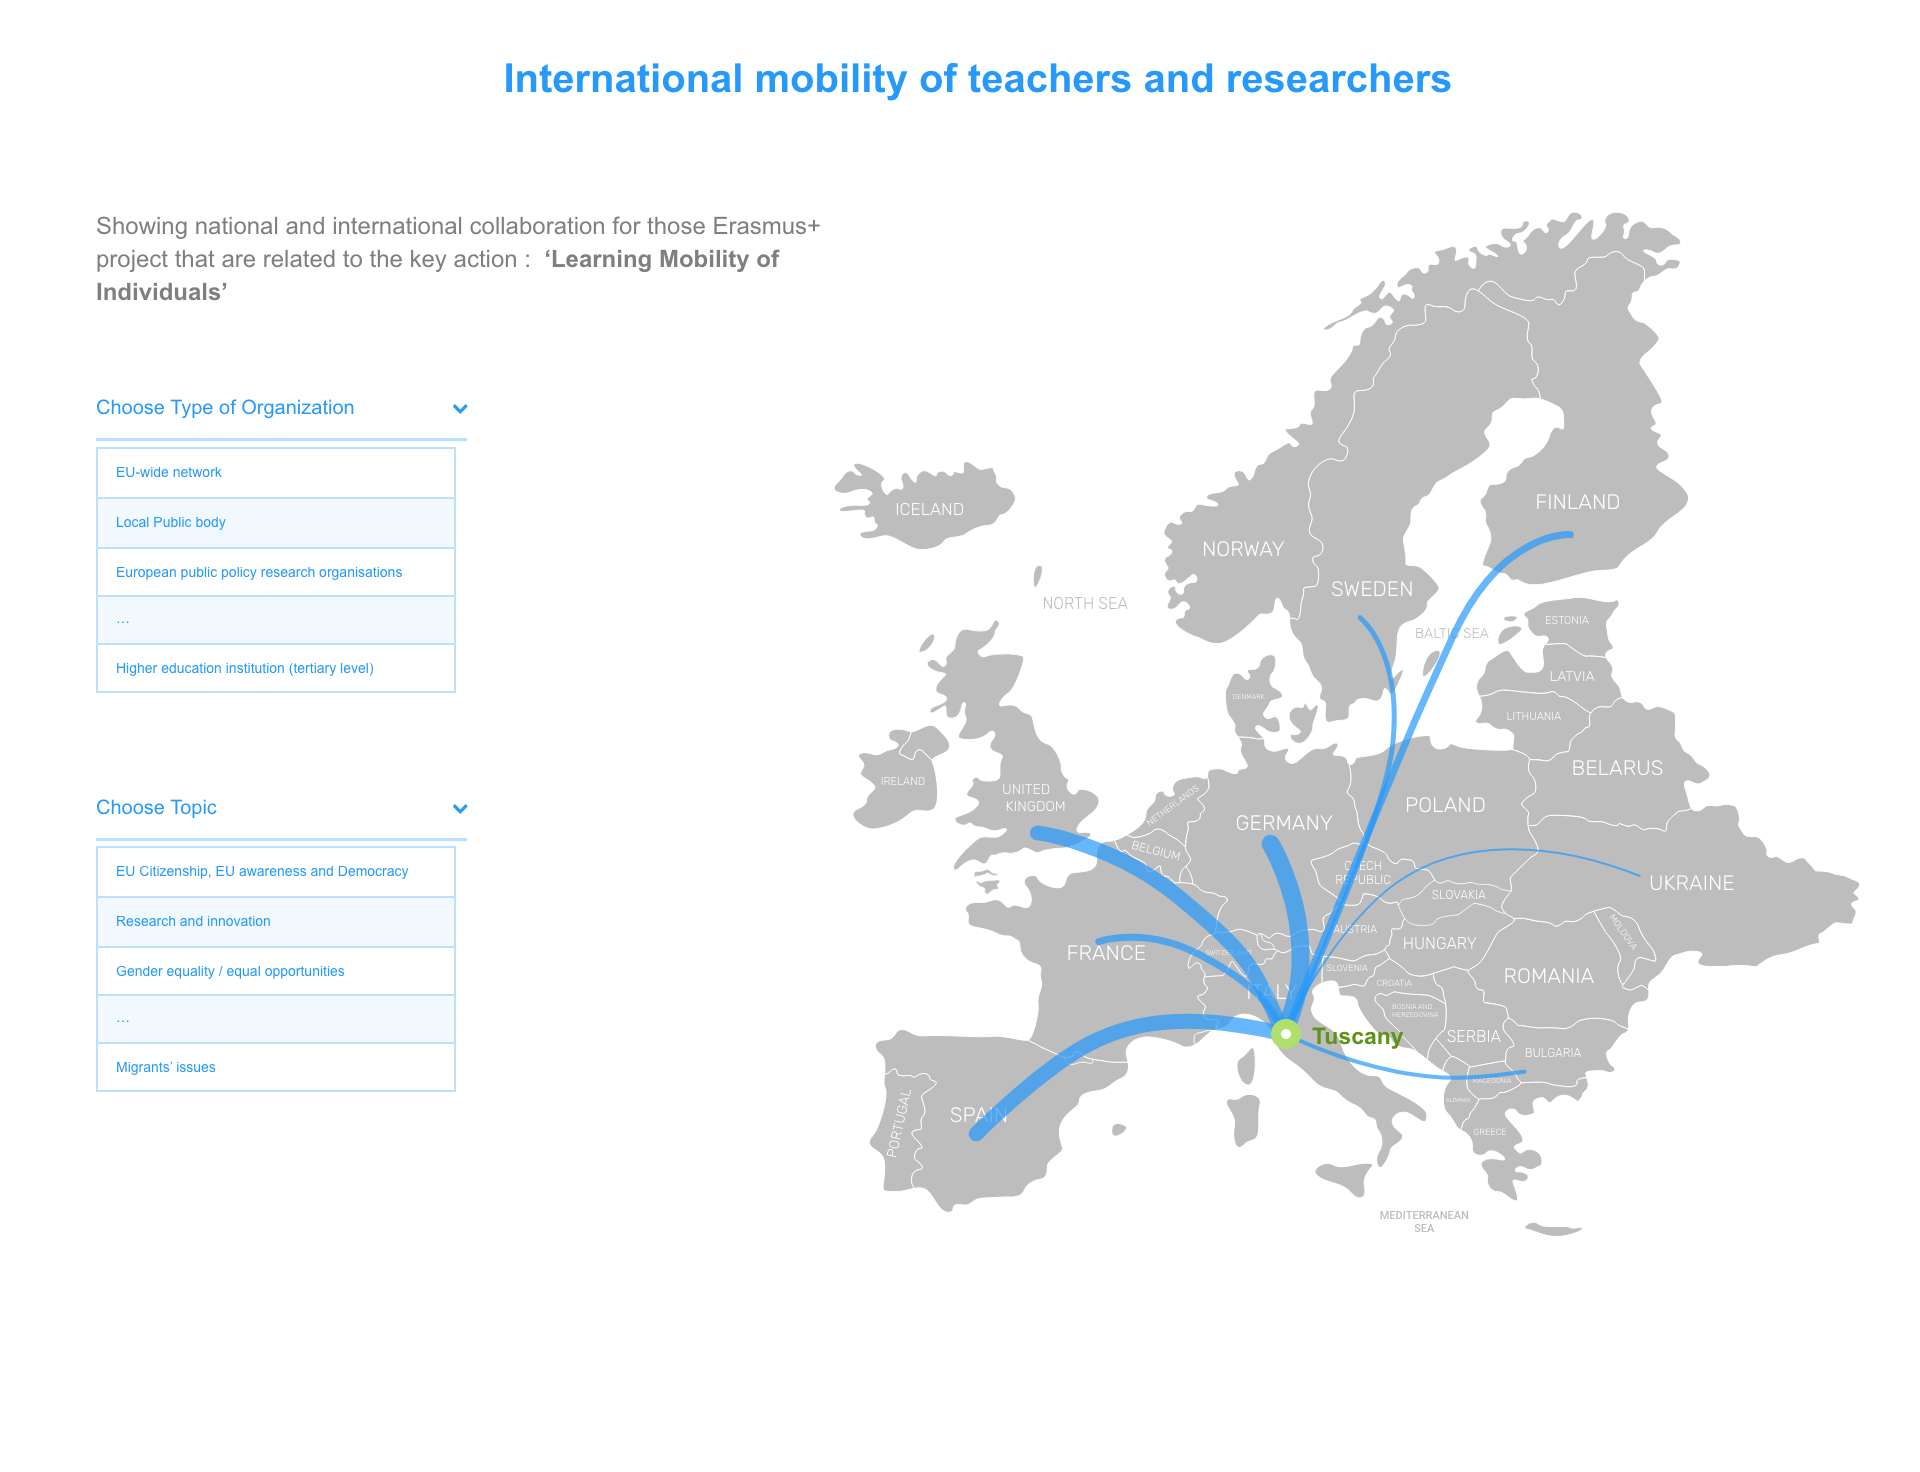 International mobility of teachers and researchers
Showing national and international collaboration for those Erasmus+
project that are related to the key action : ‘Learning Mobility of
Individuals’
Choose Type of Organization
EU-wide network
Local Public body
European public policy research organisations
...
Higher education institution (tertiary level)
Choose Topic
EU Citizenship, EU awareness and Democracy
Research and innovation
Gender equality / equal opportunities
...
Migrants’ issues
ICELAND
FINLAND
NORWAY
SWEDEN
NORTH SEA
BALTIC SEA
ESTONIA
LATVIA
DENMARK
LITHUANIA
BELARUS
IRELAND
UNITED
KINGDOM
NETHERLANDS
POLAND
GERMANY
BELGIUM
CZECH
REPUBLIC
UKRAINE
SLOVAKIA
AUSTRIA
MOLDOVA
HUNGARY
FRANCE
SWITZERLAND
SLOVENIA
ROMANIA
CROATIA
ITALY
BOSNIA AND
HERZEGOVINA
Tuscany
SERBIA
BULGARIA
MACEDONIA
ALBANIA
SPAIN
PORTUGAL
GREECE
MEDITERRANEAN
SEA